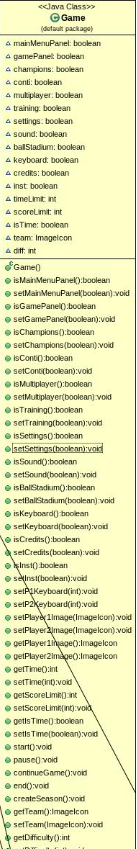 <<Java Class>>
Game
(default package)
mainMenuPanel: boolean
gamePanel: boolean
champions: boolean
conti: boolean
multiplayer: boolean
training: boolean
settings: boolean
sound: boolean
ballStadium: boolean
keyboard: boolean
credits: boolean
inst: boolean
timeLimit: int
scoreLimit: int
isTime: boolean
team: ImageIcon
diff: int
Game()
isMainMenuPanel():boolean
setMainMenuPanel(boolean):void
isGamePanel():boolean
setGamePanel(boolean):void
isChampions():boolean
setChampions(boolean):void
isConti():boolean
setConti(boolean):void
isMultiplayer():boolean
setMultiplayer(boolean):void
isTraining():boolean
setTraining(boolean):void
isSettings():boolean
setSettings(boolean):void
isSound():boolean
setSound(boolean):void
isBallStadium():boolean
setBallStadium(boolean):void
isKeyboard():boolean
setKeyboard(boolean):void
isCredits():boolean
setCredits(boolean):void
isInst():boolean
setInst(boolean):void
setP1Keyboard(int):void
setP2Keyboard(int):void
setPlayer1Image(ImageIcon):void
setPlayer2Image(ImageIcon):void
getPlayer1Image():ImageIcon
getPlayer2Image():ImageIcon
getTime():int
setTime(int):void
getScoreLimit():int
setScoreLimit(int):void
getIsTime():boolean
setIsTime(boolean):void
start():void
pause():void
continueGame():void
end():void
createSeason():void
getTeam():ImageIcon
setTeam(ImageIcon):void
getDifficulty():int